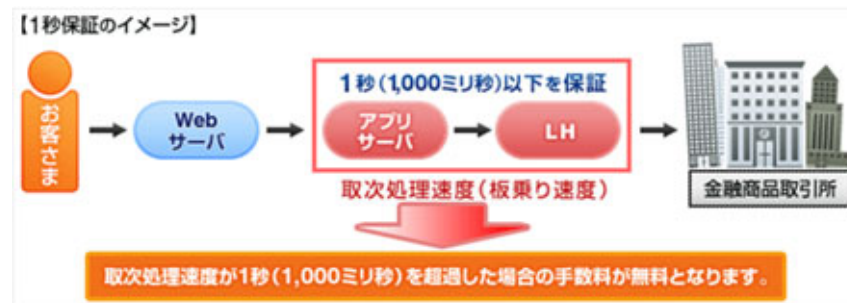 【1秒保証のイメージ】
お客さま
Web
サーバ
1秒(1,000ミリ秒)以下を保証
アプリ
サーバ
LH
取次処理速度(板乗り速度)
金融商品取引所
取次処理速度が1秒(1,000ミリ秒)を超過した場合の手数料が無料となります。